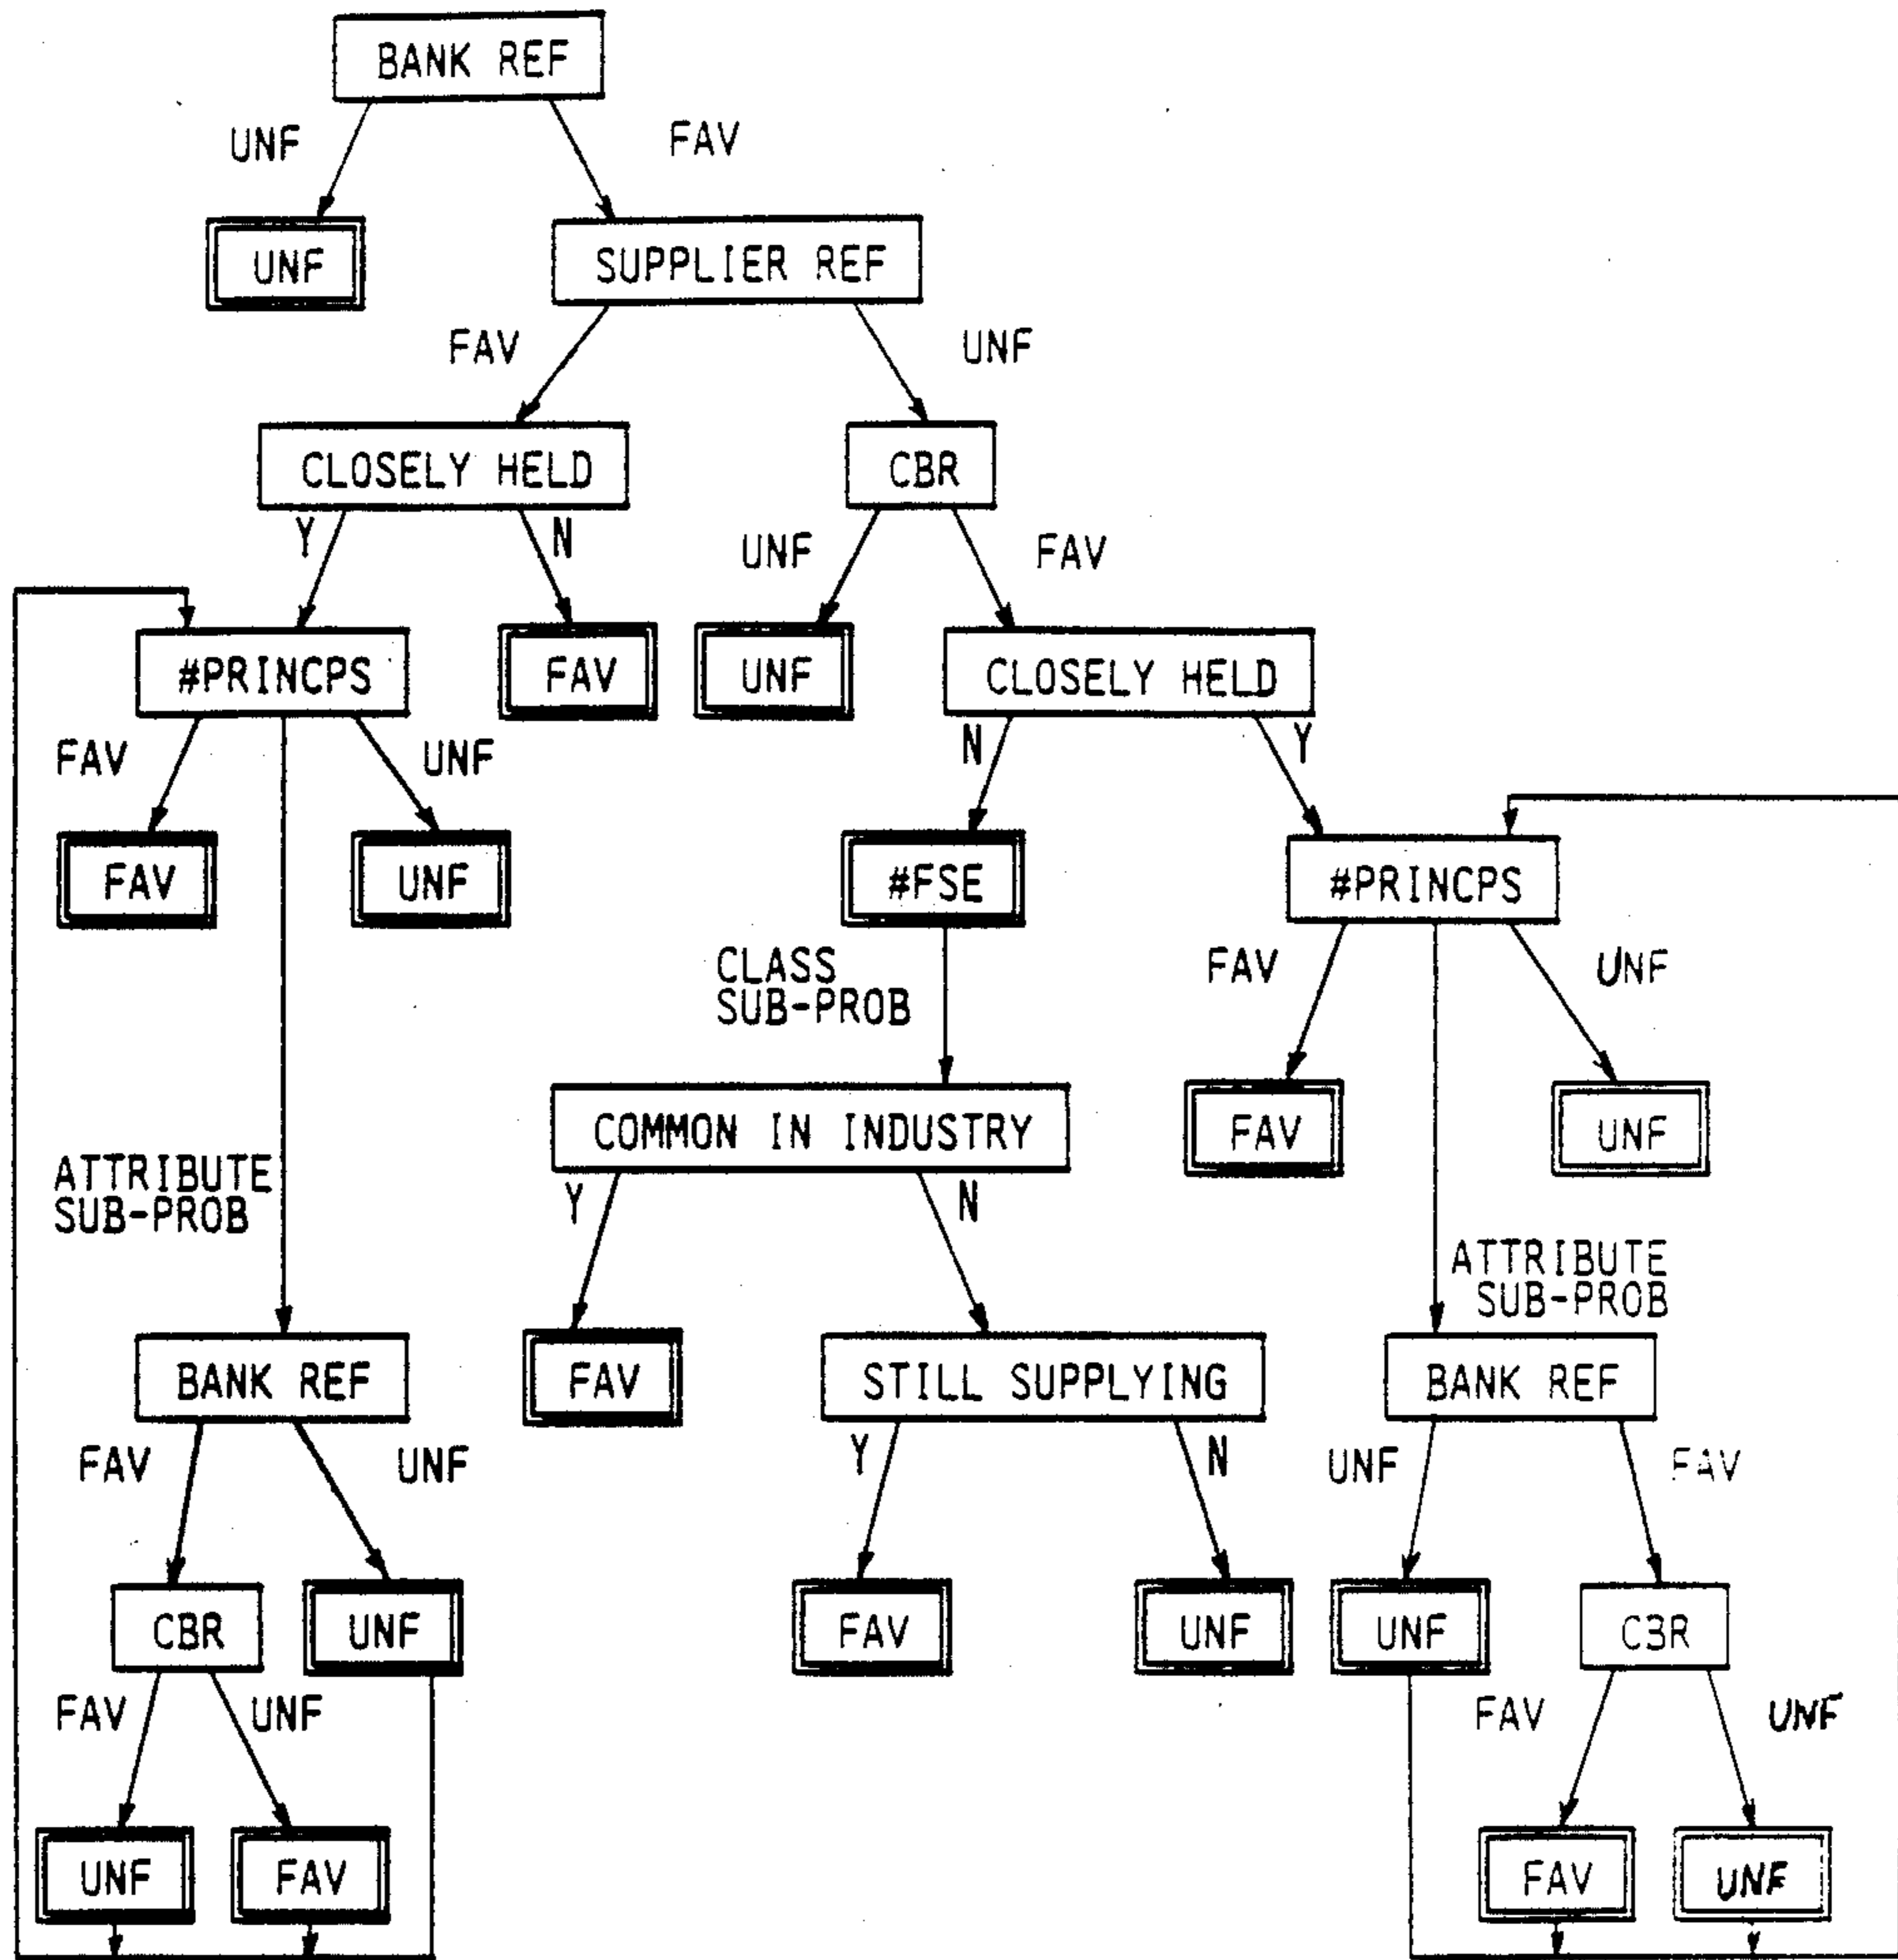 BANK REF
UNF
FAV
UNF
SUPPLIER REF
FAV
UNF
CLOSELY HELD
CBR
Y
N
UNF
FAV
#PRINCPS
FAV
UNF
CLOSELY HELD
FAV
UNF
N
Y
FAV
UNF
#FSE
#PRINCPS
CLASS
SUB-PROB
FAV
UNF
COMMON IN INDUSTRY
FAV
UNF
ATTRIBUTE
SUB-PROB
Y
N
ATTRIBUTE
SUB-PROB
BANK REF
FAV
STILL SUPPLYING
BANK REF
FAV
UNF
Y
N
UNF
FAV
CBR
UNF
FAV
UNF
UNF
C3R
FAV
UNF
FAV
UNF
UNF
FAV
FAV
UNF